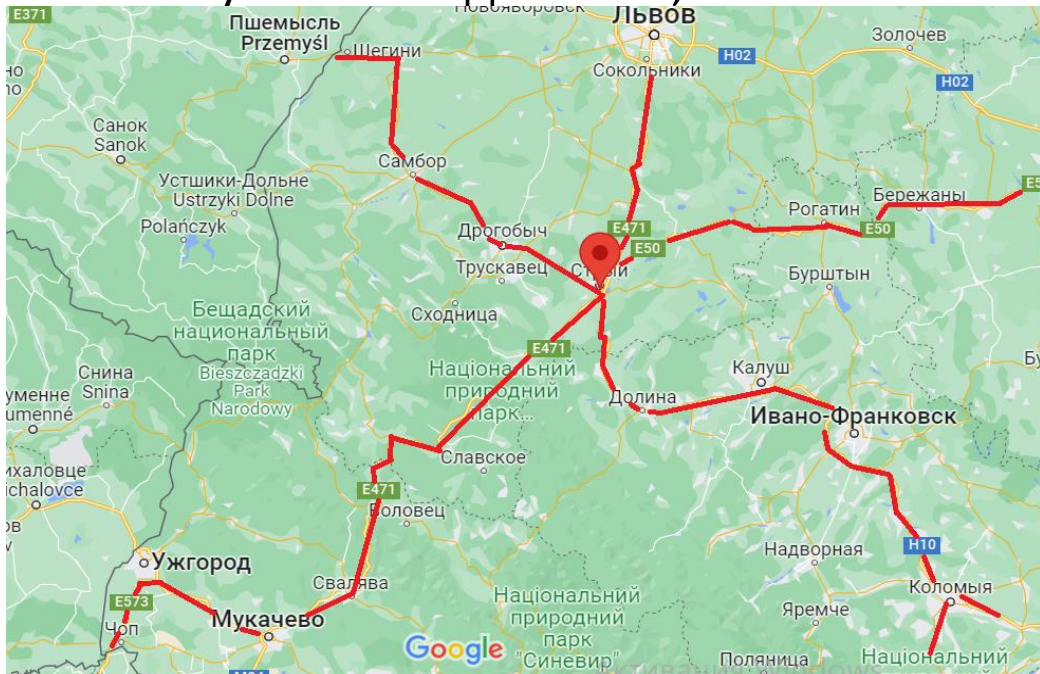 E371
Львов
Пшемысль
Przemyśl
Шегини
Золочев
Сокольники
H02
H02
Санок
Sanok
Самбор
Устшики-Дольне
Ustrzyki Dolne
Бережаны
Polańczyk
Рогатин
Дрогобыч
E471
E50
E50
Трускавец
Стрый
Бурштын
Сходница
Бещадский
национальный
парк
Bieszczadzki
Park
Narodowy
E471
Національний
природний
парк...
Снина
Snina
Калуш
Долина
Ивано-Франковск
Славское
E471
Воловец
H10
Надворная
Ужгород
Свалява
Коломыя
E573
Національний
природний
парк
"Синевир"
Яремче
Мукачево
Чоп
Google
Поляница
Національний